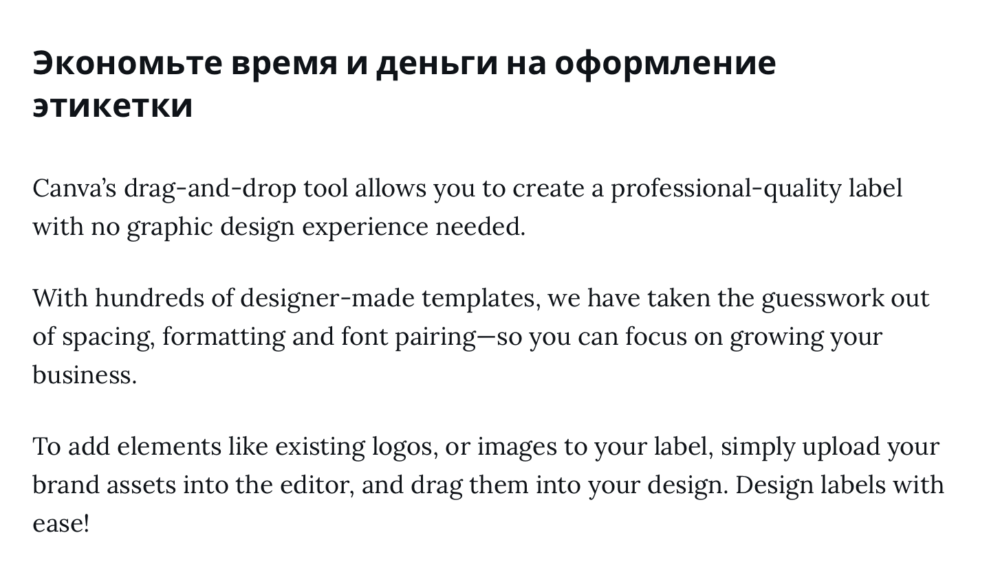 Экономьте время и деньги на оформление
этикетки
Canva’s drag-and-drop tool allows you to create a professional-quality label
with no graphic design experience needed.
With hundreds of designer-made templates, we have taken the guesswork out
of spacing, formatting and font pairing—so you can focus on growing your
business.
To add elements like existing logos, or images to your label, simply upload your
brand assets into the editor, and drag them into your design. Design labels with
ease!